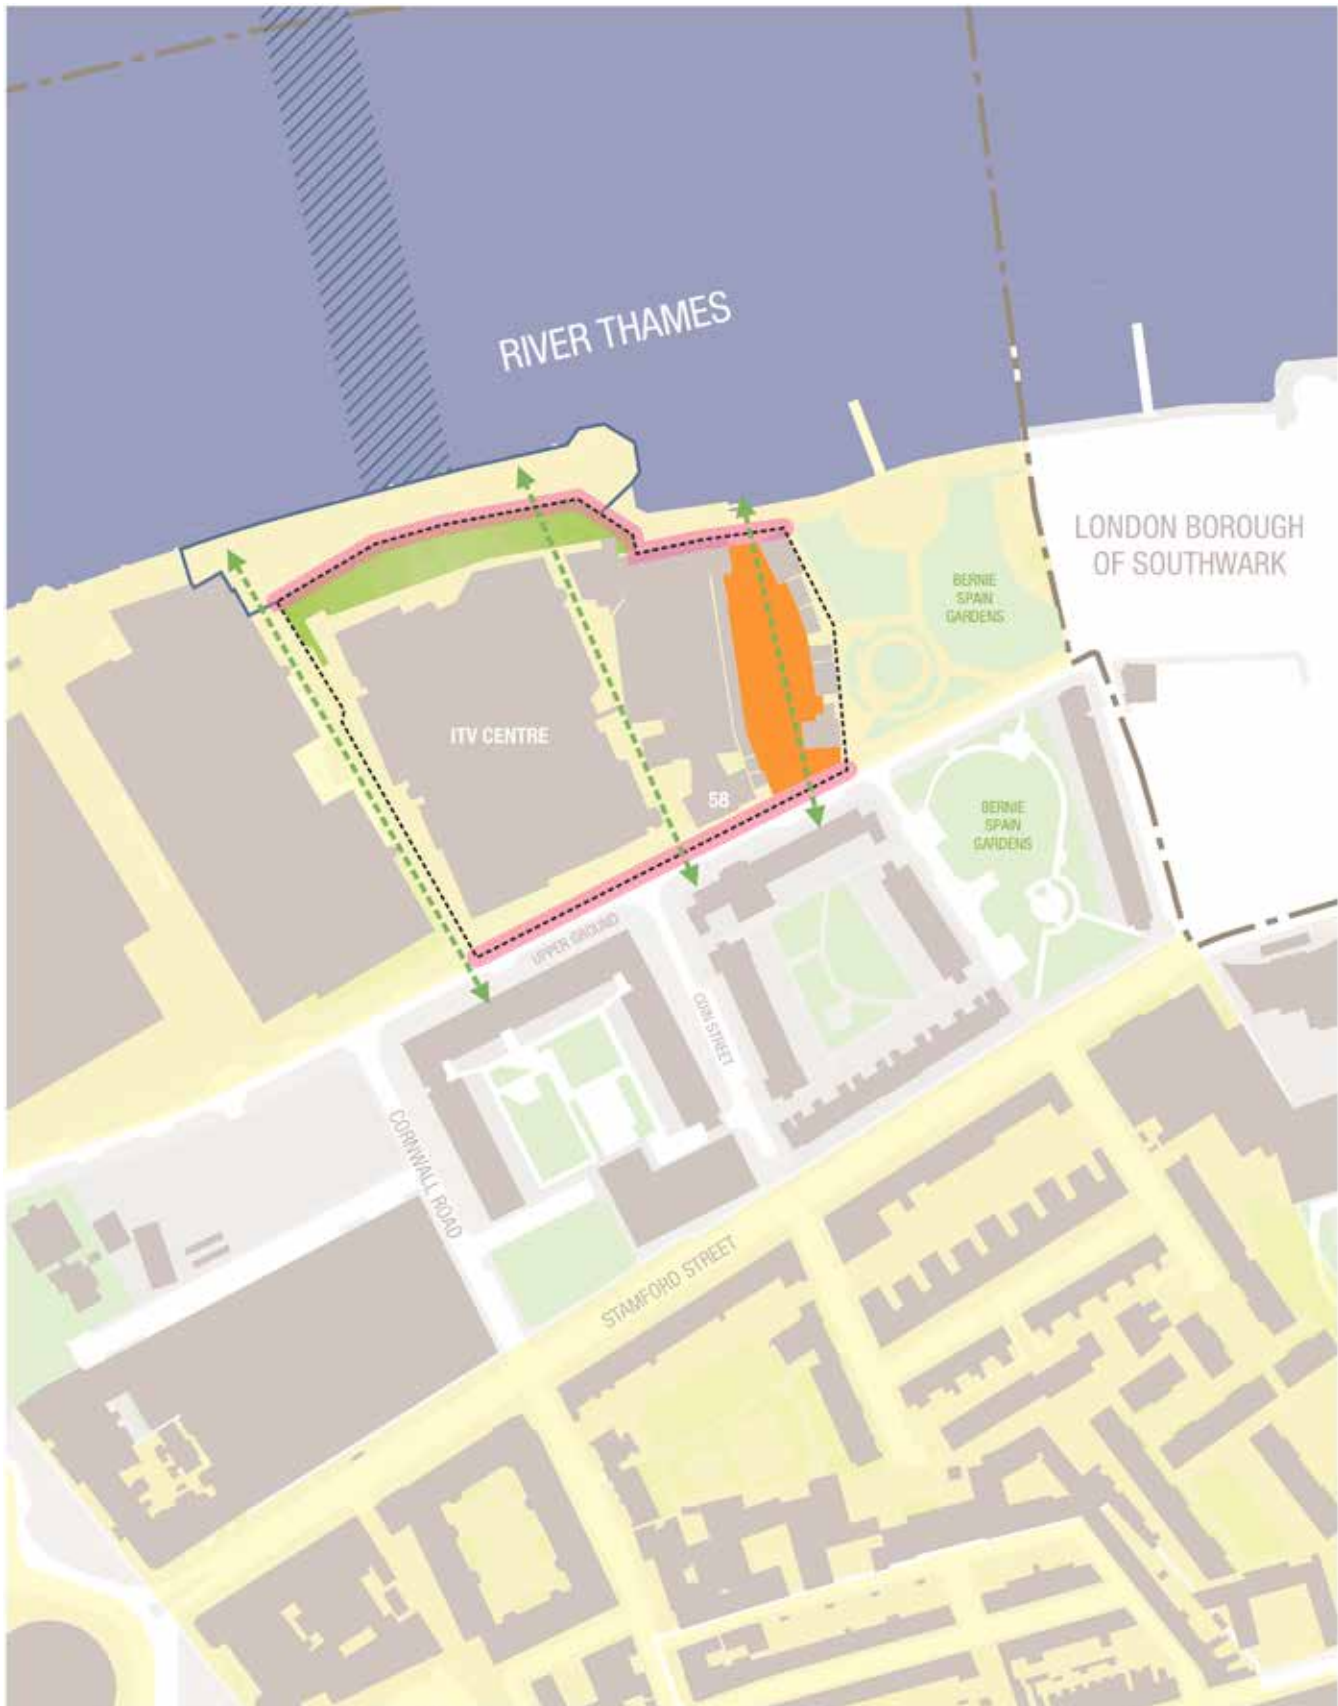 RIVER THAMES
LONDON BOROUGH
OF SOUTHWARK
BERNIE
SPAIN
GARDENS
ITV CENTRE
58
BERNIE
SPAIN
GARDENS
UPPER GROUND
COIN STREET
CORNWALL ROAD
STAMFORD STREET